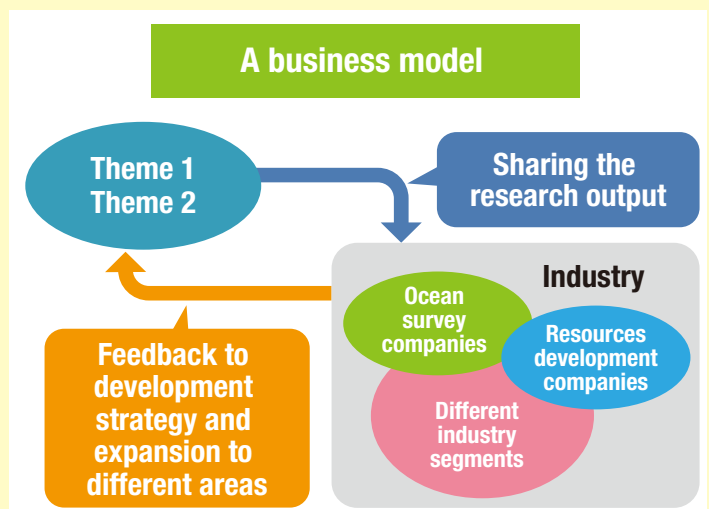 A business model
Theme 1
Theme 2
Sharing the
research output
Industry
Ocean
survey
companies
Resources
development
companies
Different
industry
segments
Feedback to
development
strategy and
expansion to
different areas